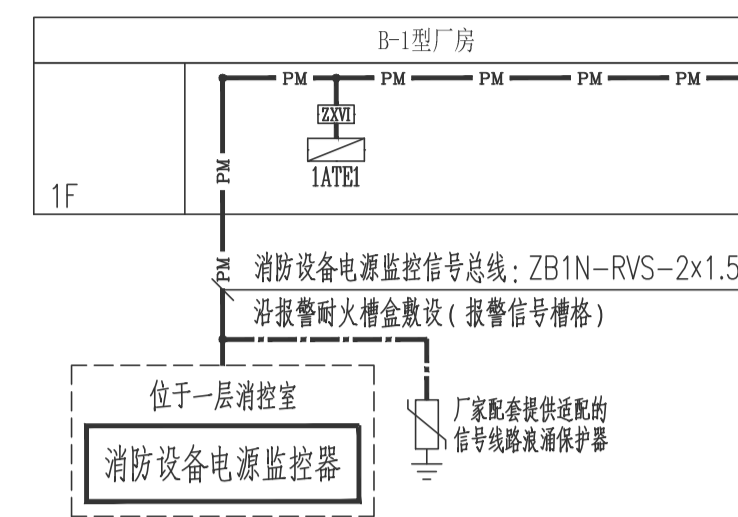 B-1型厂房
PM PM PM PM PM
ZXVI
1ATE1
PM
1F
PM
消防设备电源监控信号总线：ZB1N-RVS-2×1.5
沿报警耐火槽盒敷设（报警信号槽格）
位于一层消控室
消防设备电源监控器
厂家配套提供适配的
信号线路浪涌保护器